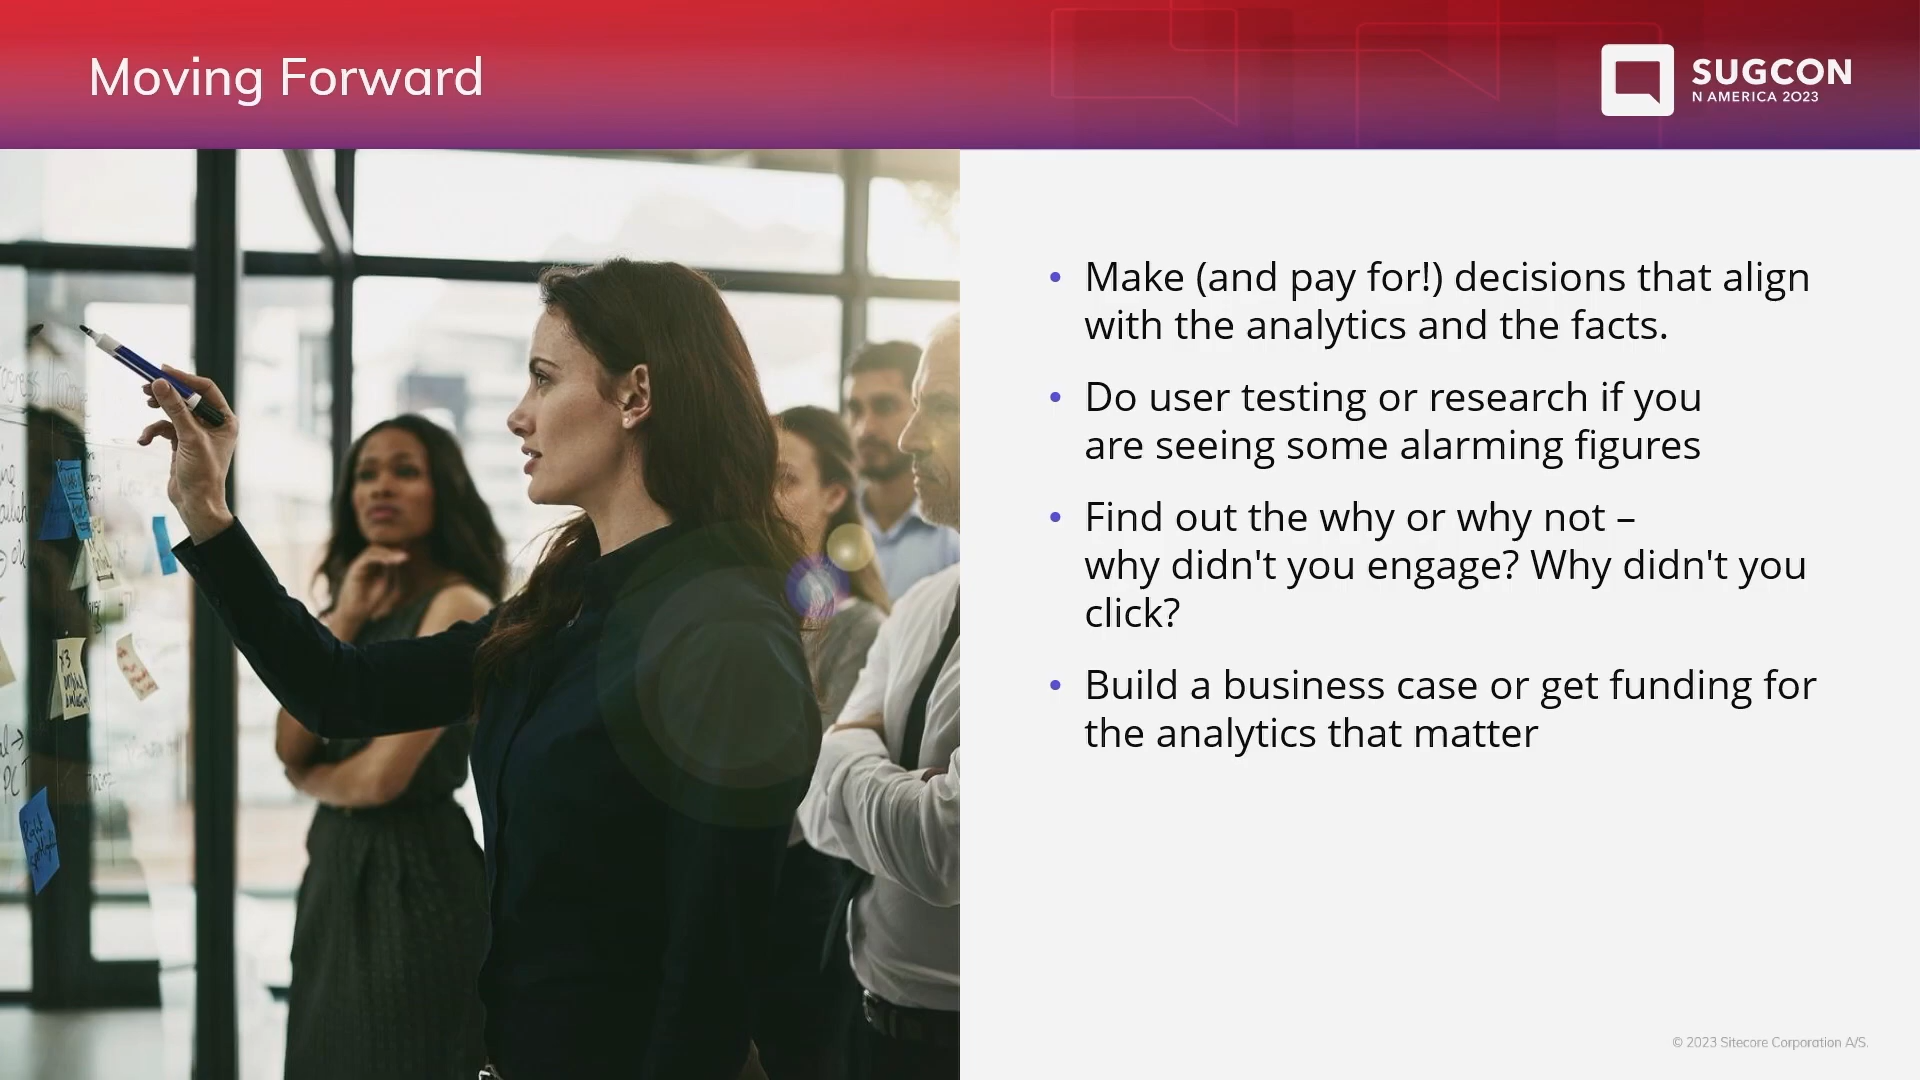 Moving Forward
SUGCON
N AMERICA 2023
• Make (and pay for!) decisions that align
with the analytics and the facts.
• Do user testing or research if you
are seeing some alarming figures
• Find out the why or why not –
why didn't you engage? Why didn't you
click?
• Build a business case or get funding for
the analytics that matter
© 2023 Sitecore Corporation A/S.